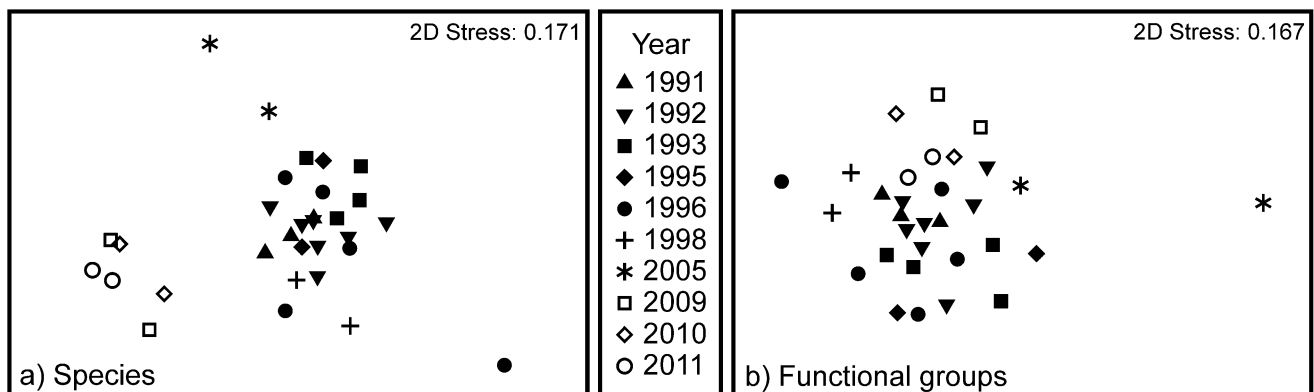 2D Stress: 0.171
a) Species
Year
1991
1992
1993
1995
1996
1998
2005
2009
2010
2011
2D Stress: 0.167
b) Functional groups